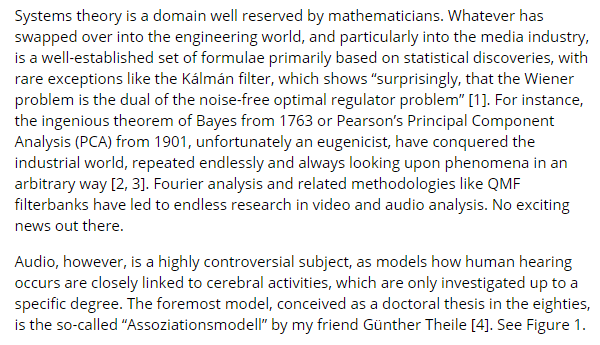 Systems theory is a domain well reserved by mathematicians. Whatever has
swapped over into the engineering world, and particularly into the media industry,
is a well-established set of formulae primarily based on statistical discoveries, with
rare exceptions like the Kálmán filter, which shows “surprisingly, that the Wiener
problem is the dual of the noise-free optimal regulator problem” [1]. For instance,
the ingenious theorem of Bayes from 1763 or Pearson’s Principal Component
Analysis (PCA) from 1901, unfortunately an eugenicist, have conquered the
industrial world, repeated endlessly and always looking upon phenomena in an
arbitrary way [2, 3]. Fourier analysis and related methodologies like QMF
filterbanks have led to endless research in video and audio analysis. No exciting
news out there.
Audio, however, is a highly controversial subject, as models how human hearing
occurs are closely linked to cerebral activities, which are only investigated up to a
specific degree. The foremost model, conceived as a doctoral thesis in the eighties,
is the so-called “Assoziationsmodell” by my friend Günther Theile [4]. See Figure 1.